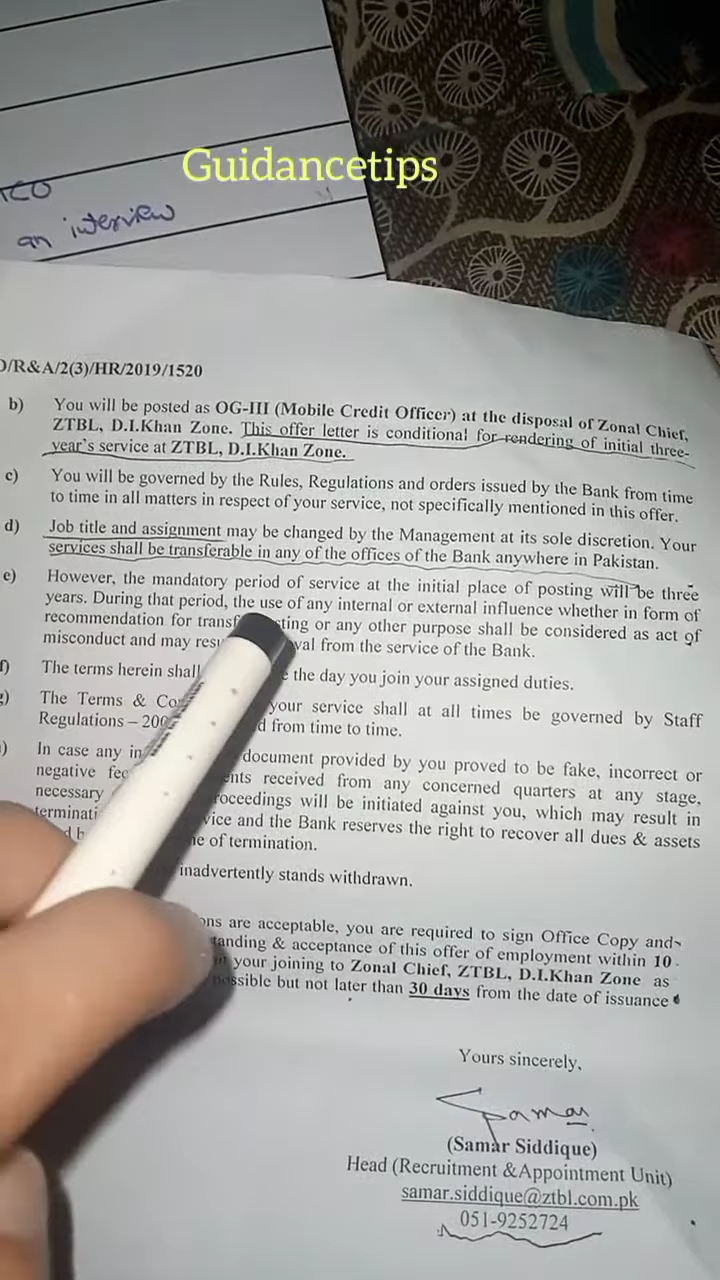 Guidancetips
an interview
/R&A/2(3)/HR/2019/1520
b) You will be posted as OG-III (Mobile Credit Officer) at the disposal of Zonal Chief,
ZTBL, D.I.Khan Zone. This offer letter is conditional for rendering of initial three-
year's service at ZTBL, D.I.Khan Zone.
c) You will be governed by the Rules, Regulations and orders issued by the Bank from time
to time in all matters in respect of your service, not specifically mentioned in this offer.
d) Job title and assignment may be changed by the Management at its sole discretion. Your
services shall be transferable in any of the offices of the Bank anywhere in Pakistan.
e) However, the mandatory period of service at the initial place of posting will be three
years. During that period, the use of any internal or external influence whether in form of
recommendation for or any other purpose shall be considered as act of
misconduct and may from the service of the Bank.
f) The terms herein shall the day you join your assigned duties.
The Terms & your service shall at all times be governed by Staff
Regulations – from time to time.
In case any document provided by you proved to be fake, incorrect or
negative received from any concerned quarters at any stage,
necessary will be initiated against you, which may result in
and the Bank reserves the right to recover all dues & assets
of termination.
inadvertently stands withdrawn.
are acceptable, you are required to sign Office Copy and
& acceptance of this offer of employment within 10
your joining to Zonal Chief, ZTBL, D.I.Khan Zone as
but not later than 30 days from the date of issuance
Yours sincerely,
Samar
(Samar Siddique)
Head (Recruitment &Appointment Unit)
samar.siddique@ztbl.com.pk
051-9252724